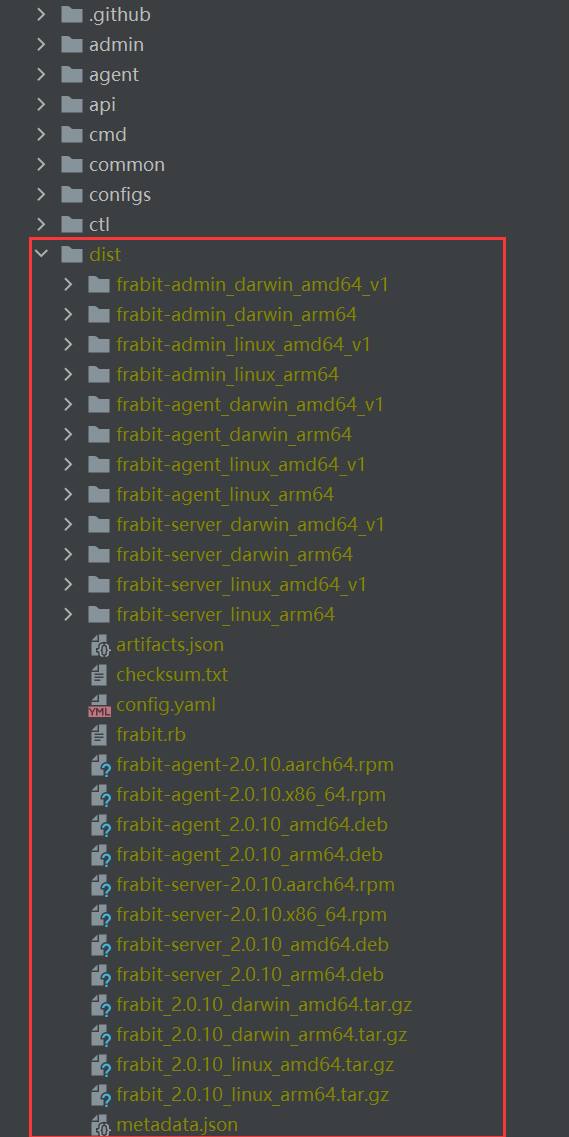 .github
admin
agent
api
cmd
common
configs
ctl
dist
frabit-admin_darwin_amd64_v1
frabit-admin_darwin_arm64
frabit-admin_linux_amd64_v1
frabit-admin_linux_arm64
frabit-agent_darwin_amd64_v1
frabit-agent_darwin_arm64
frabit-agent_linux_amd64_v1
frabit-agent_linux_arm64
frabit-server_darwin_amd64_v1
frabit-server_darwin_arm64
frabit-server_linux_amd64_v1
frabit-server_linux_arm64
artifacts.json
checksum.txt
YML config.yaml
frabit.rb
frabit-agent-2.0.10.aarch64.rpm
frabit-agent-2.0.10.x86_64.rpm
frabit-agent_2.0.10_amd64.deb
frabit-agent_2.0.10_arm64.deb
frabit-server-2.0.10.aarch64.rpm
frabit-server-2.0.10.x86_64.rpm
frabit-server_2.0.10_amd64.deb
frabit-server_2.0.10_arm64.deb
frabit_2.0.10_darwin_amd64.tar.gz
frabit_2.0.10_darwin_arm64.tar.gz
frabit_2.0.10_linux_amd64.tar.gz
frabit_2.0.10_linux_arm64.tar.gz
metadata.json